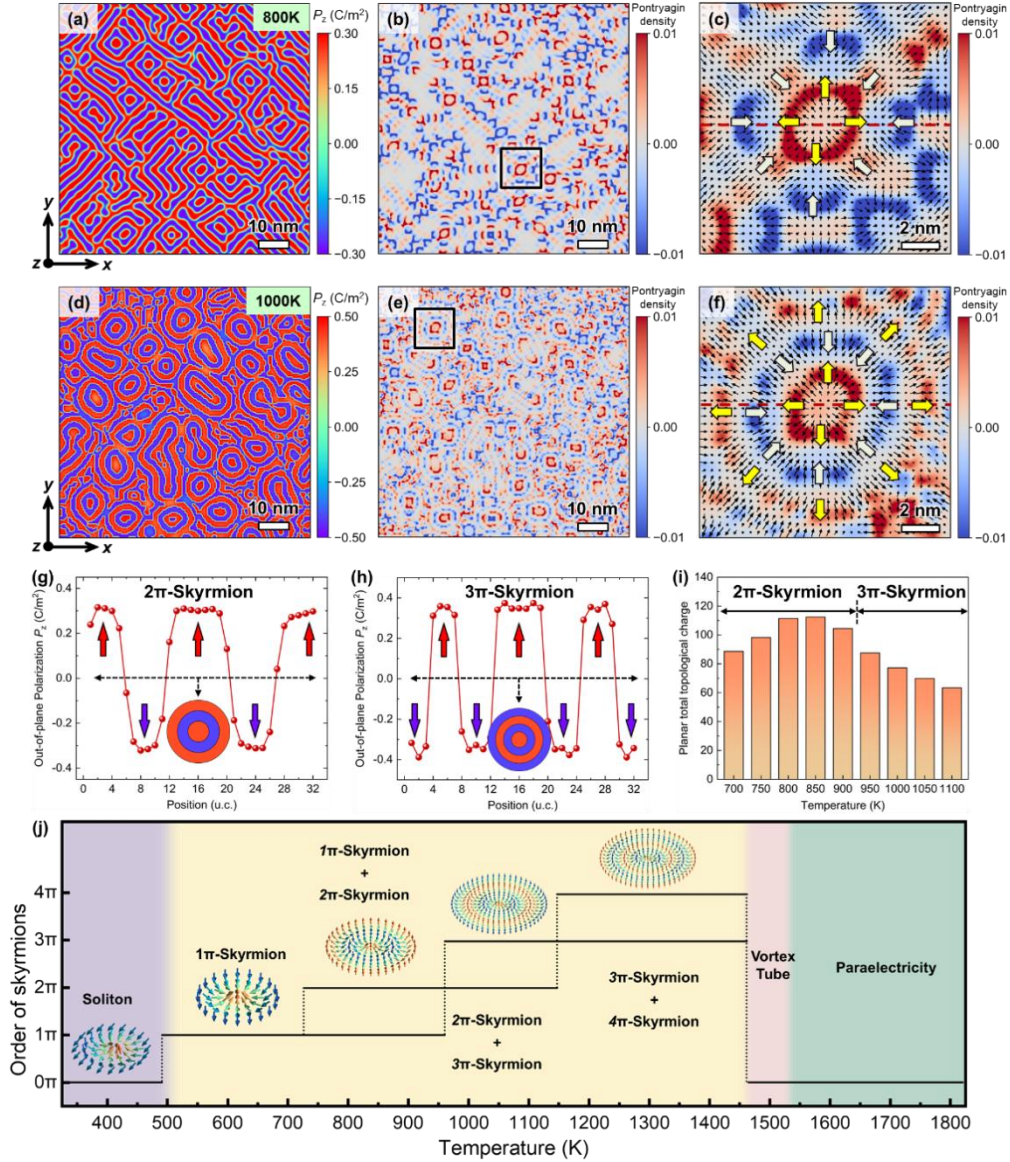 (a)
800K
P_z (C/m²)
0.30
0.15
0.00
−0.15
−0.30
y
z
x
10 nm
(b)
Pontryagin
density
0.01
0.00
−0.01
10 nm
(c)
Pontryagin
density
0.01
0.00
−0.01
2 nm
(d)
1000K
P_z (C/m²)
0.50
0.25
0.00
−0.25
−0.50
y
z
x
10 nm
(e)
Pontryagin
density
0.01
0.00
−0.01
10 nm
(f)
Pontryagin
density
0.01
0.00
−0.01
2 nm
(g)
2π-Skyrmion
Out-of-plane Polarization P_z (C/m²)
0.4
0.2
0.0
-0.2
-0.4
0 4 8 12 16 20 24 28 32
Position (u.c.)
(h)
3π-Skyrmion
Out-of-plane Polarization P_z (C/m²)
0.4
0.2
0.0
-0.2
-0.4
0 4 8 12 16 20 24 28 32
Position (u.c.)
(i)
2π-Skyrmion 3π-Skyrmion
Planar total topological charge
140
120
100
80
60
40
20
0
700 750 800 850 900 950 1000 1050 1100
Temperature (K)
(j)
Order of skyrmions
4π
3π
2π
1π
0π
Soliton
1π-Skyrmion
1π-Skyrmion
+
2π-Skyrmion
2π-Skyrmion
+
3π-Skyrmion
3π-Skyrmion
+
4π-Skyrmion
Vortex
Tube
Paraelectricity
400 500 600 700 800 900 1000 1100 1200 1300 1400 1500 1600 1700 1800
Temperature (K)